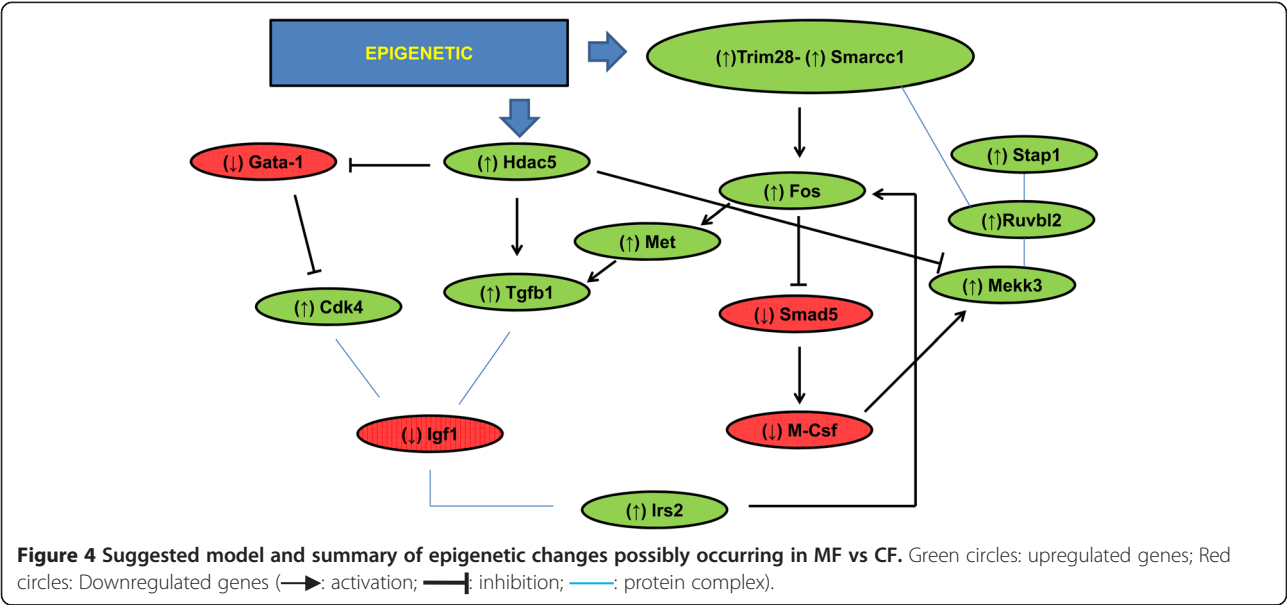 EPIGENETIC
(↑)Trim28- (↑) Smarcc1
(↓) Gata-1
(↑) Hdac5
(↑) Stap1
(↑) Fos
(↑)Ruvbl2
(↑) Met
(↑) Mekk3
(↑) Cdk4
(↑) Tgfb1
(↓) Smad5
(↓) Igf1
(↓) M-Csf
(↑) Irs2
Figure 4 Suggested model and summary of epigenetic changes possibly occurring in MF vs CF. Green circles: upregulated genes; Red
circles: Downregulated genes (: activation; : inhibition; : protein complex).